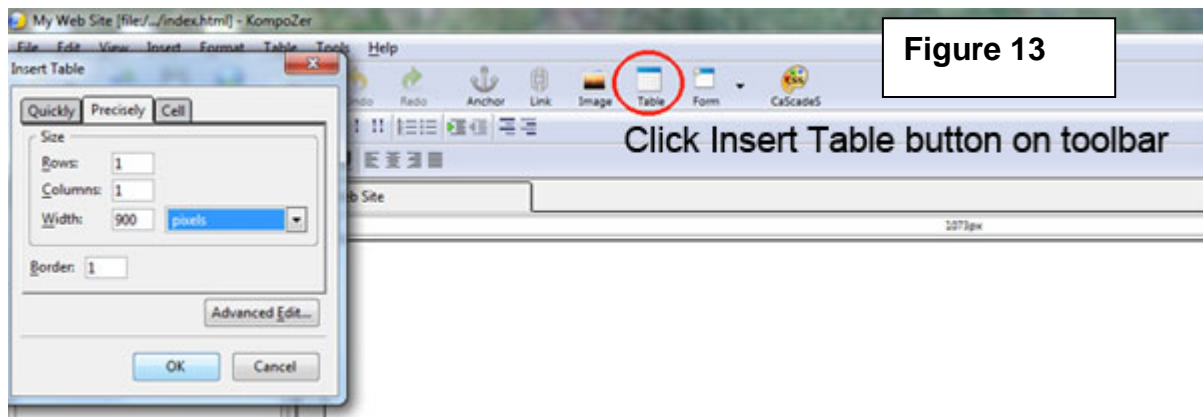 My Web Site [file:/.../index.html] - KompoZer
File Edit View Insert Format Table Tools Help
Figure 13
Insert Table
Undo Redo Anchor Link Image Table Form CaScadeS
Quickly Precisely Cell
Click Insert Table button on toolbar
Size
Rows: 1
Columns: 1
Width: 900 pixels
Border: 1
Advanced Edit...
OK Cancel
Site
1073px